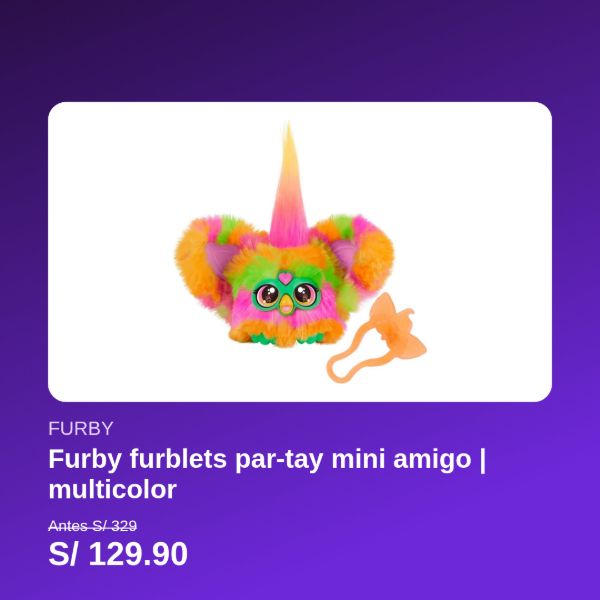 FURBY
Furby furblets par-tay mini amigo |
multicolor
Antes S/ 329
S/ 129.90